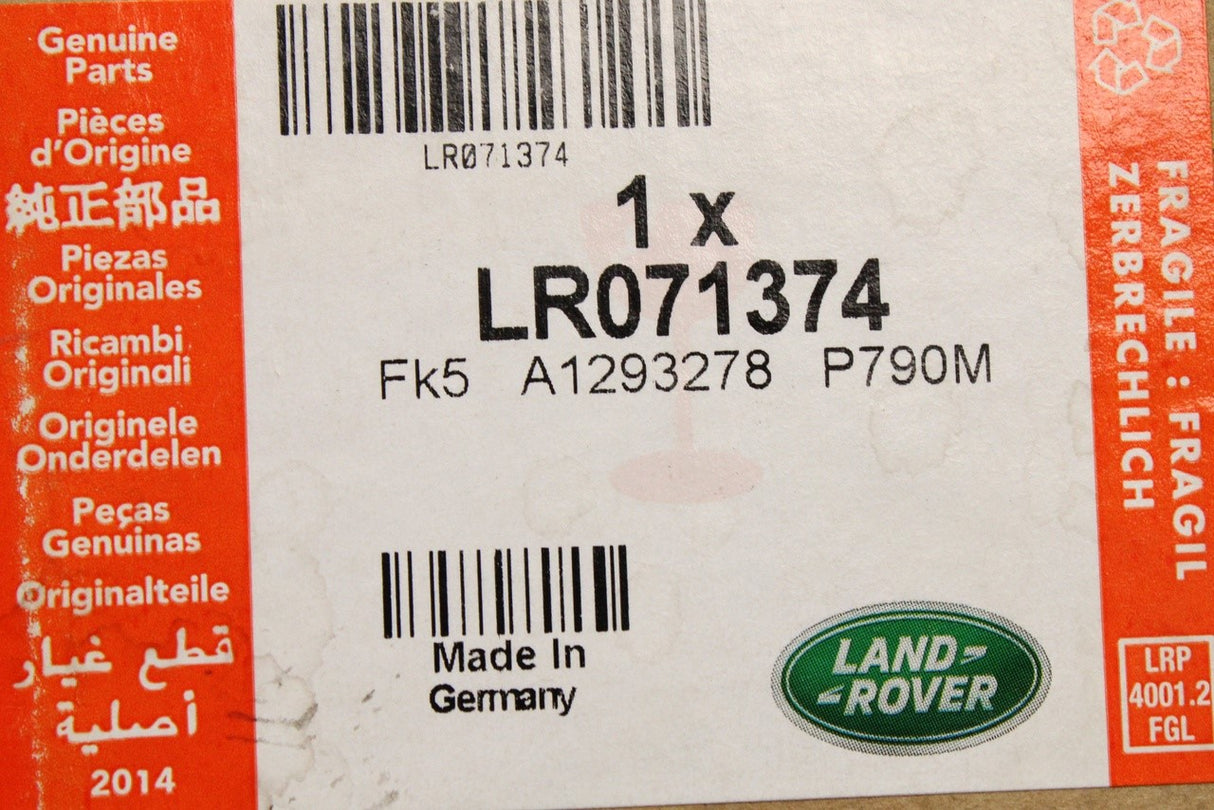 Genuine
Parts
Pièces
d'Origine
純正部品
Piezas
Originales
Ricambi
Originali
Originele
Onderdelen
Peças
Genuinas
Originalteile
قطع غيار
أصلية
2014
LR071374
1 x
LR071374
Fk5 A1293278 P790M
Made In
Germany
LAND
ROVER
FRAGILE : FRAGIL
ZERBRECHLICH
LRP
4001.2
FGL